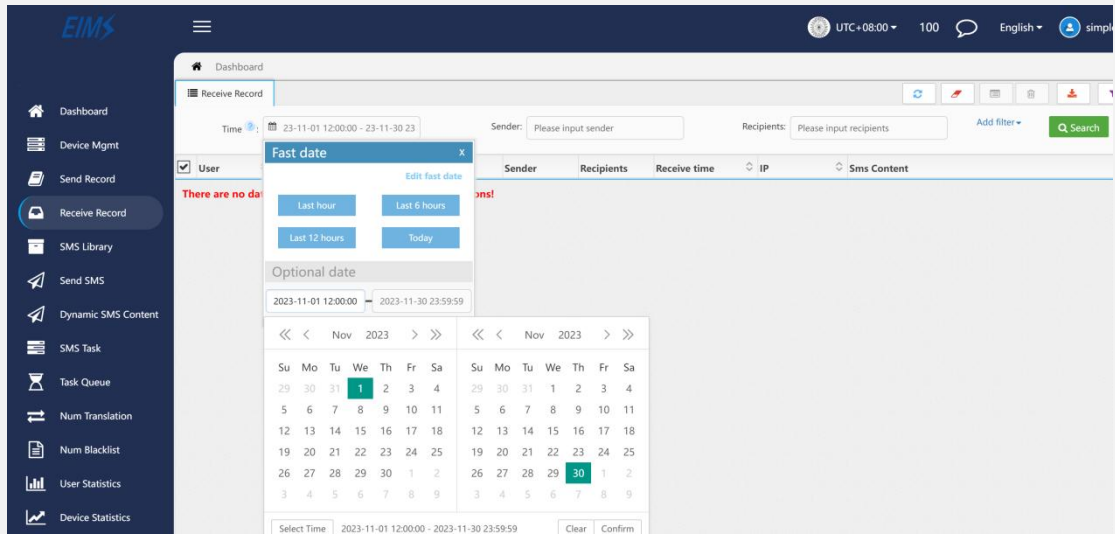 EIMS
UTC+08:00 100 English
Dashboard
Receive Record
Dashboard
Device Mgmt
Send Record
Receive Record
SMS Library
Send SMS
Dynamic SMS Content
SMS Task
Task Queue
Num Translation
Num Blacklist
User Statistics
Device Statistics
Time ? : 23-11-01 12:00:00 - 23-11-30 23 Sender: Please input sender Recipients: Please input recipients Add filter Search
User Sender Recipients Receive time IP Sms Content
There are no
Fast date x
Edit fast date
Last hour Last 6 hours
Last 12 hours Today
Optional date
2023-11-01 12:00:00 - 2023-11-30 23:59:59
Nov 2023 Nov 2023
Su Mo Tu We Th Fr Sa Su Mo Tu We Th Fr Sa
29 30 31 1 2 3 4 29 30 31 1 2 3 4
5 6 7 8 9 10 11 5 6 7 8 9 10 11
12 13 14 15 16 17 18 12 13 14 15 16 17 18
19 20 21 22 23 24 25 19 20 21 22 23 24 25
26 27 28 29 30 1 2 26 27 28 29 30 1 2
3 4 5 6 7 8 9 3 4 5 6 7 8 9
Select Time 2023-11-01 12:00:00 - 2023-11-30 23:59:59 Clear Confirm